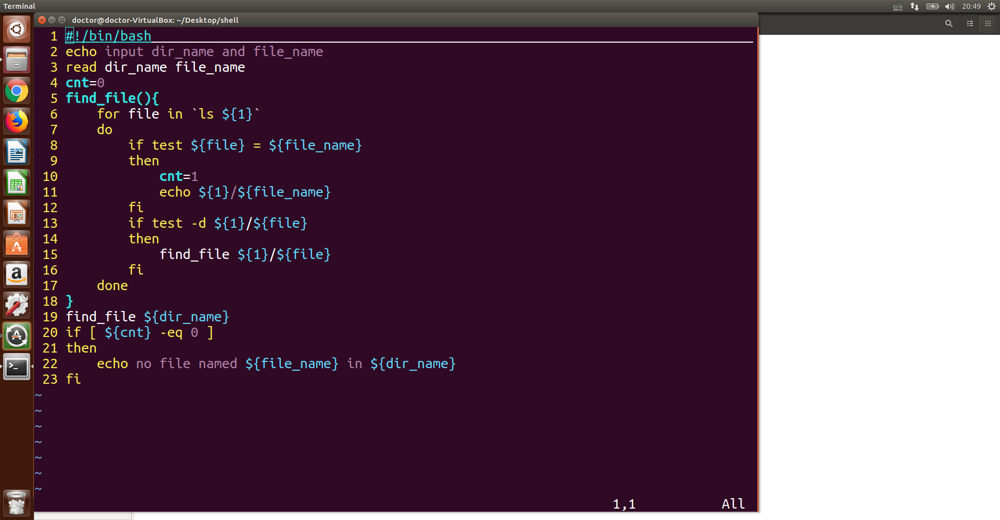 Terminal
20:49
doctor@doctor-VirtualBox: ~/Desktop/shell
1 #!/bin/bash
2 echo input dir_name and file_name
3 read dir_name file_name
4 cnt=0
5 find_file(){
6     for file in `ls ${1}`
7     do
8         if test ${file} = ${file_name}
9         then
10             cnt=1
11             echo ${1}/${file_name}
12         fi
13         if test -d ${1}/${file}
14         then
15             find_file ${1}/${file}
16         fi
17     done
18 }
19 find_file ${dir_name}
20 if [ ${cnt} -eq 0 ]
21 then
22     echo no file named ${file_name} in ${dir_name}
23 fi
~
~
~
~
~
~
~
1,1 All